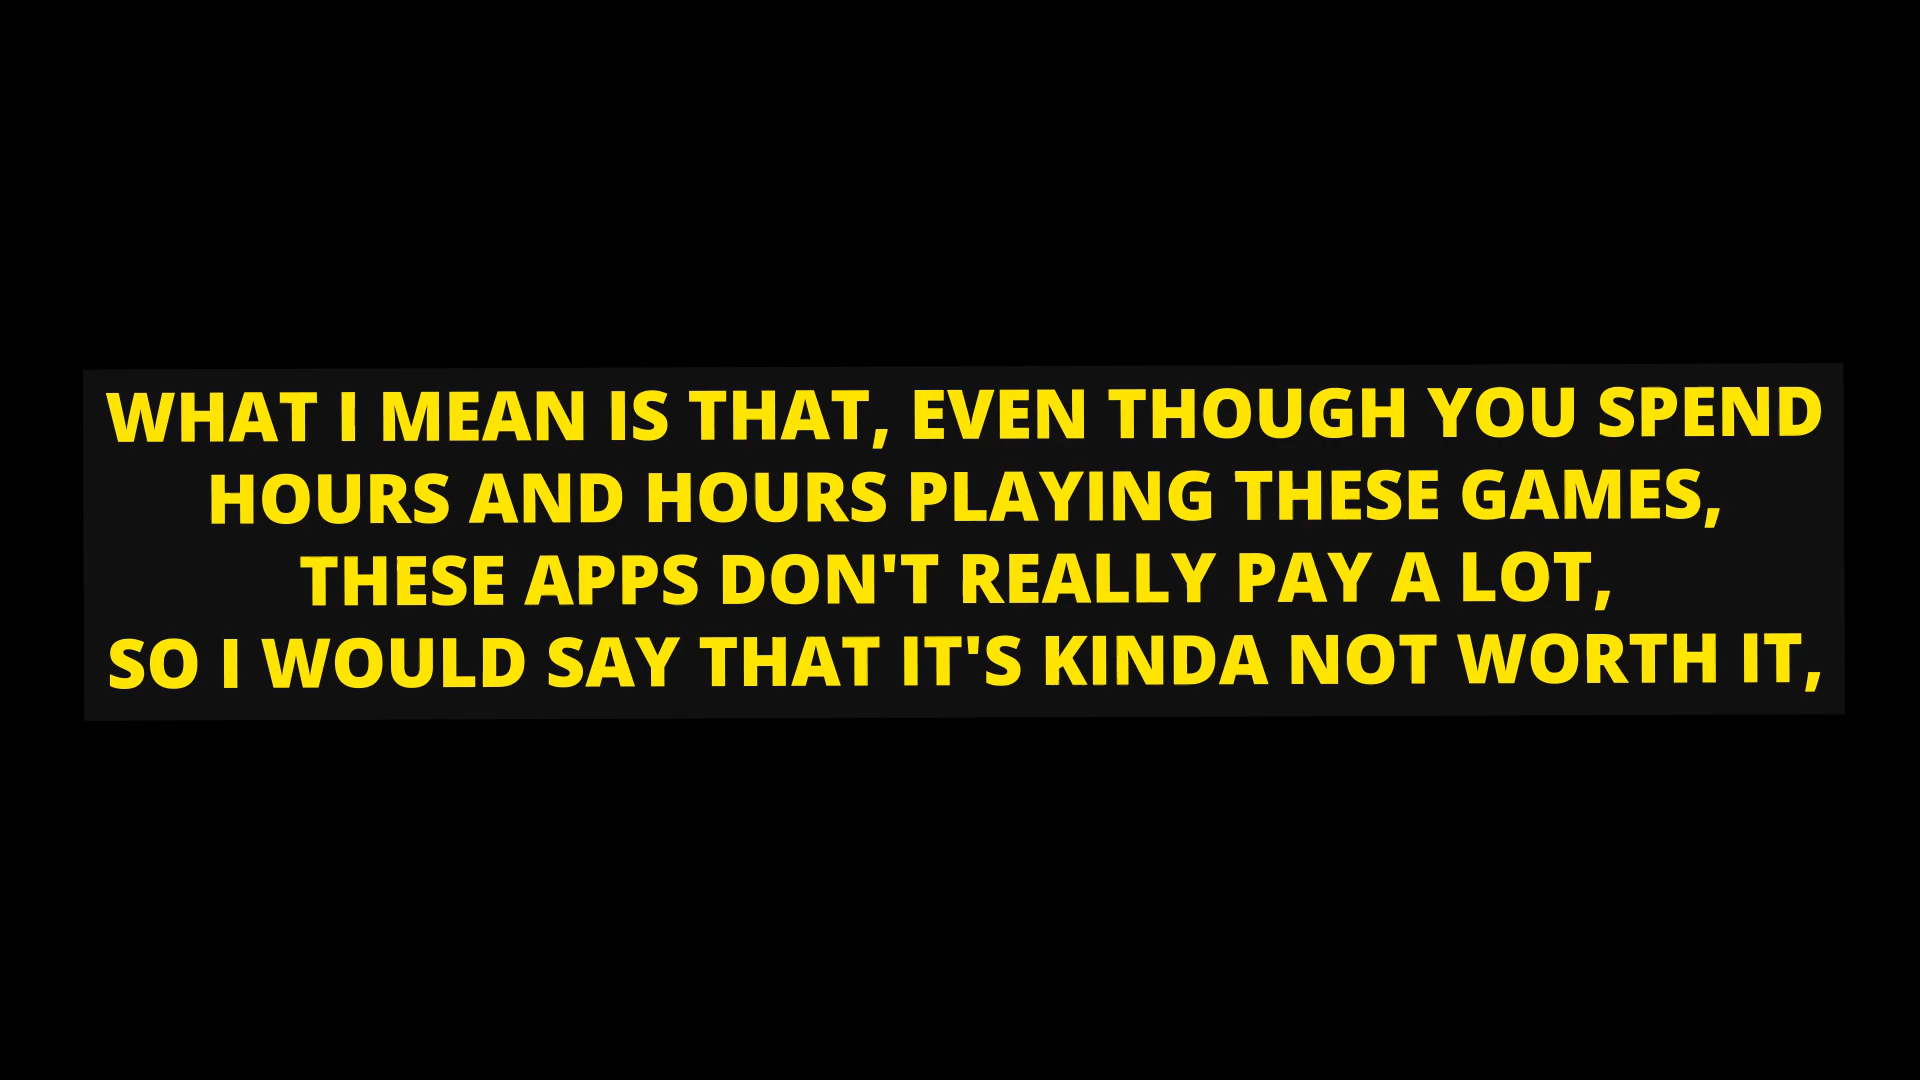 WHAT I MEAN IS THAT, EVEN THOUGH YOU SPEND
HOURS AND HOURS PLAYING THESE GAMES,
THESE APPS DON'T REALLY PAY A LOT,
SO I WOULD SAY THAT IT'S KINDA NOT WORTH IT,